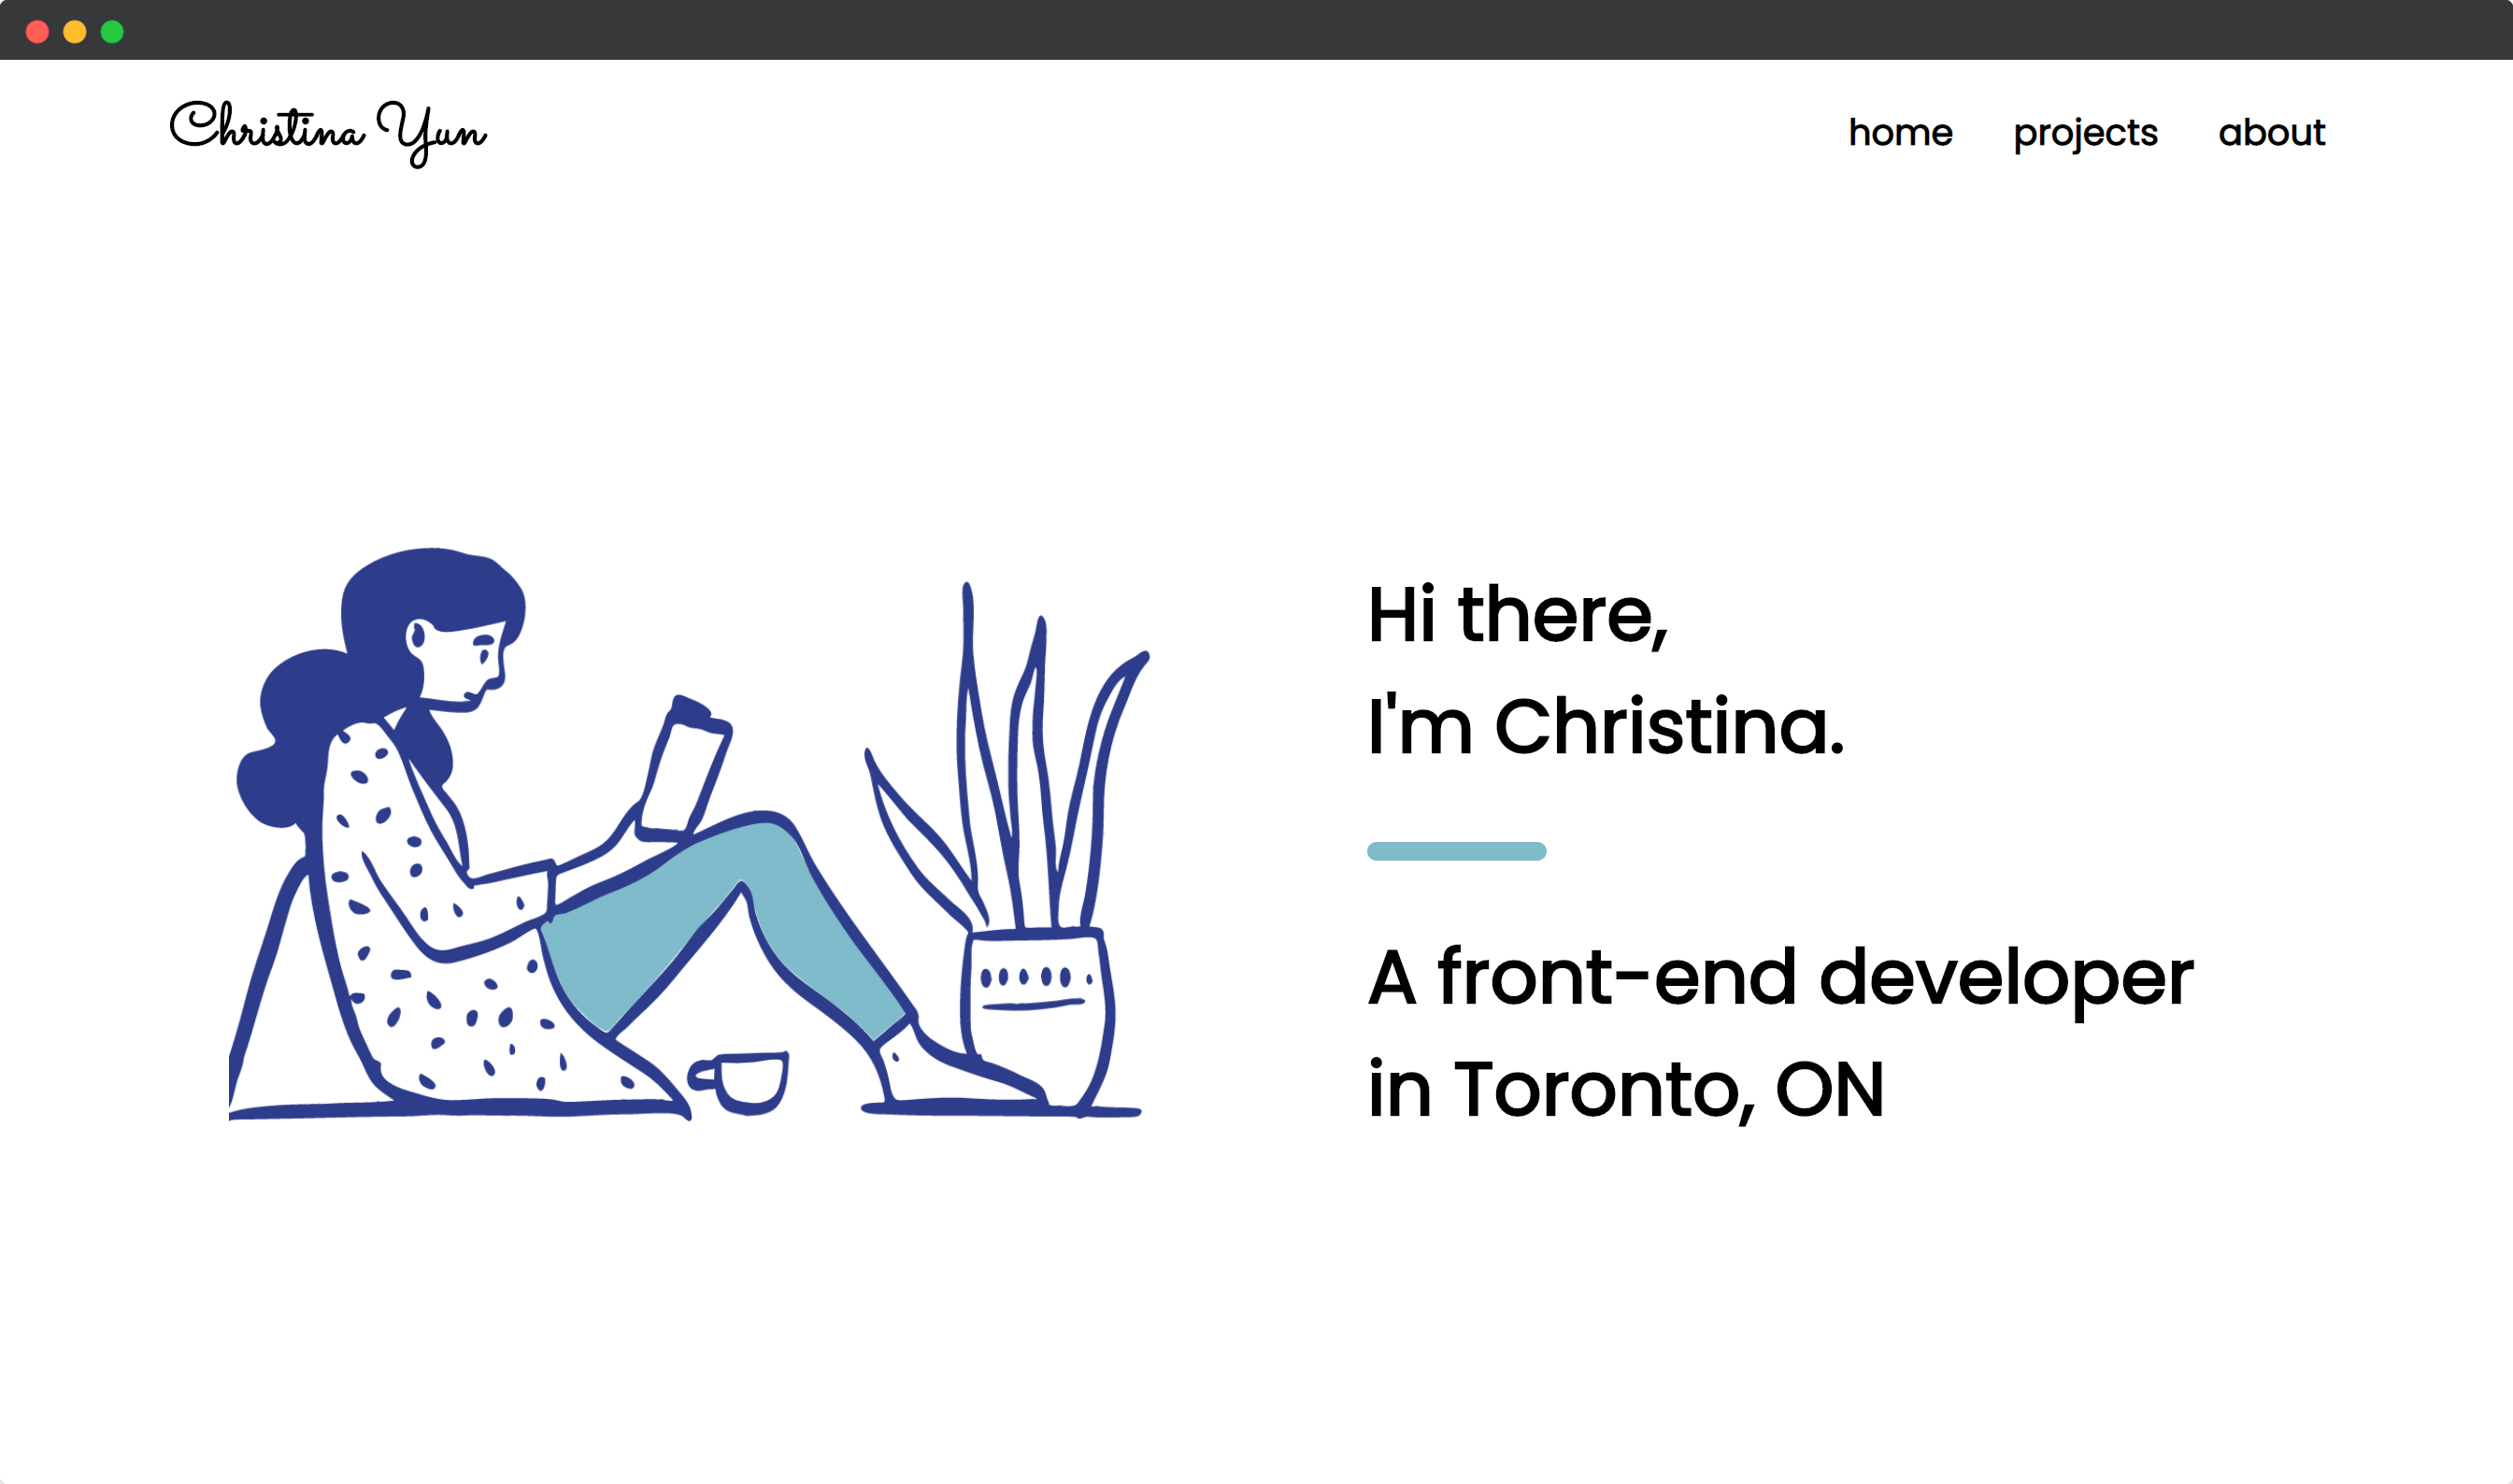 Christina Yun
home projects about
Hi there,
I'm Christina.
A front-end developer
in Toronto, ON